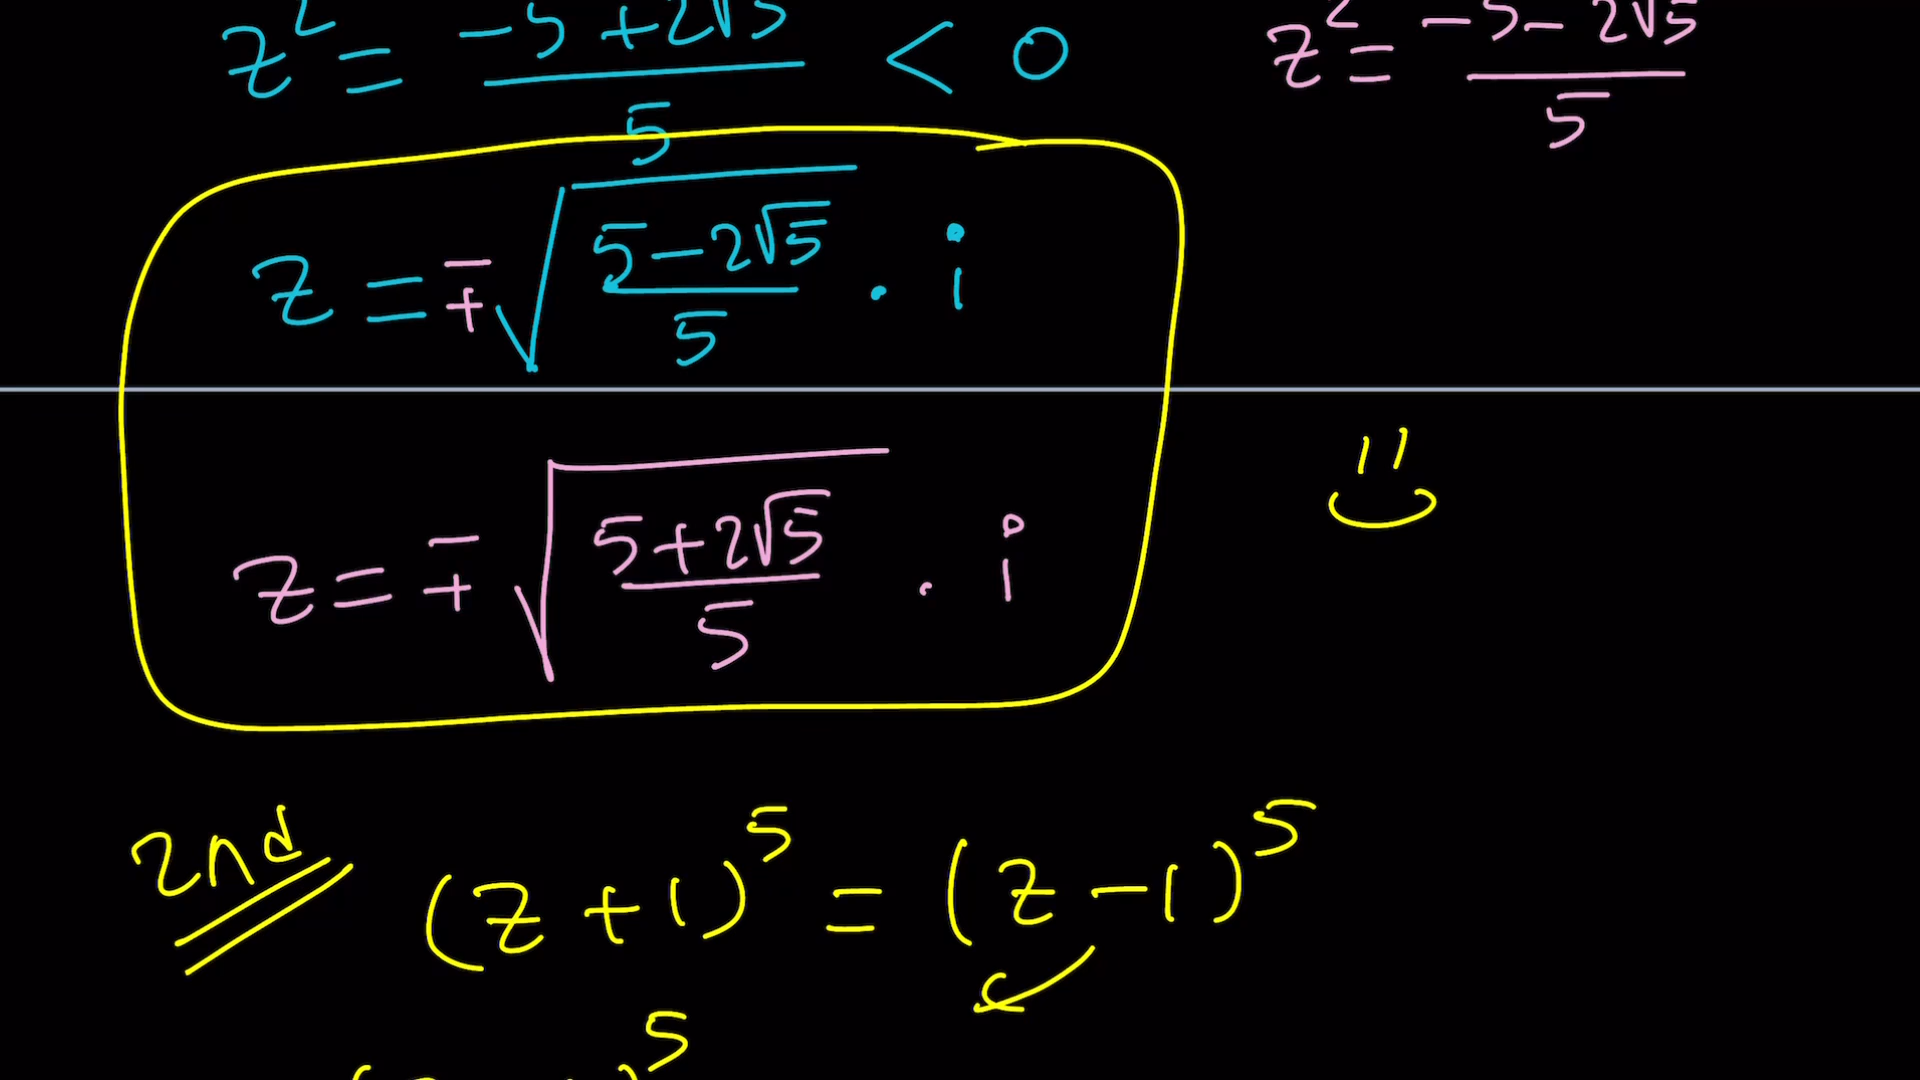 z² = (-5 + 2√5)/5 < 0
z² = (-5 - 2√5)/5
z = ∓√((5 - 2√5)/5) · i
z = ∓√((5 + 2√5)/5) · i
2nd (z + 1)⁵ = (z - 1)⁵
5